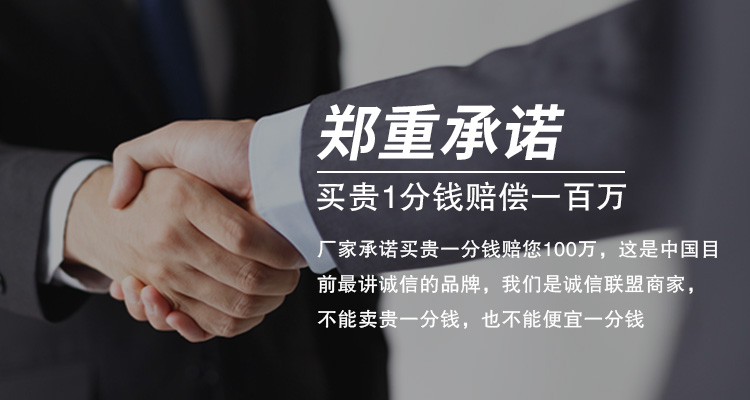 郑重承诺
买贵1分钱赔偿一百万
厂家承诺买贵一分钱赔您100万，这是中国目
前最讲诚信的品牌，我们是诚信联盟商家，
不能卖贵一分钱，也不能便宜一分钱